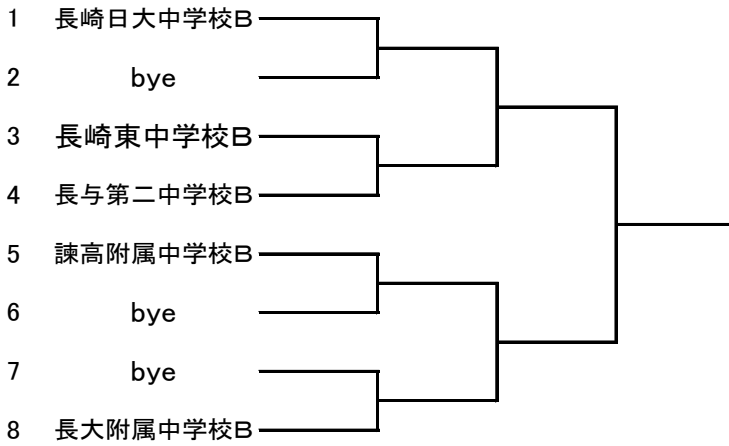 1 長崎日大中学校B
2 bye
3 長崎東中学校B
4 長与第二中学校B
5 諫高附属中学校B
6 bye
7 bye
8 長大附属中学校B